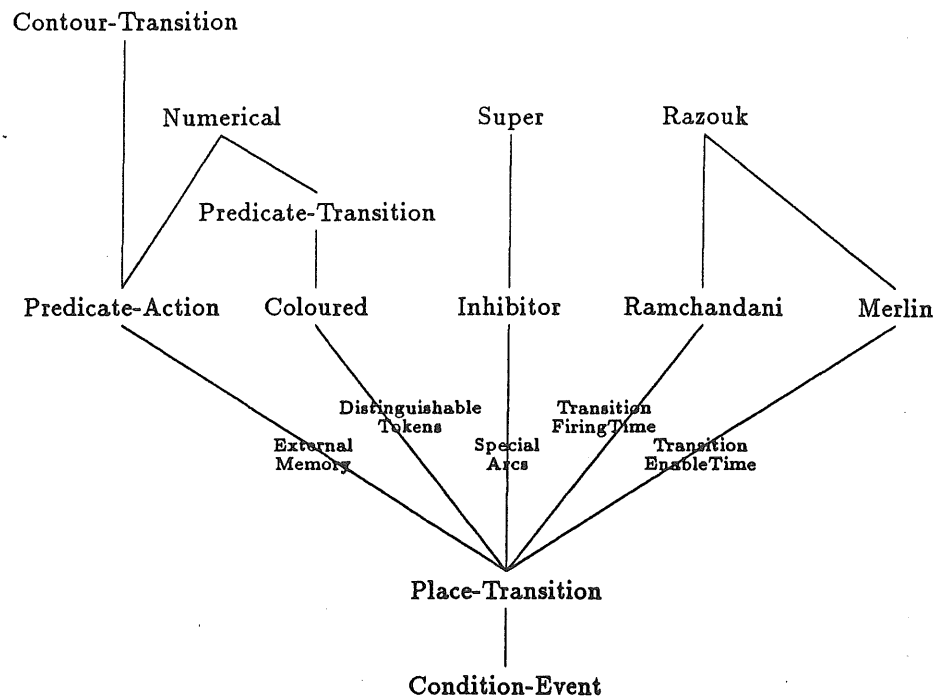 Contour-Transition
Numerical
Super
Razouk
Predicate-Transition
Predicate-Action
Coloured
Inhibitor
Ramchandani
Merlin
Distinguishable
Tokens
Transition
FiringTime
External
Memory
Special
Arcs
Transition
EnableTime
Place-Transition
Condition-Event